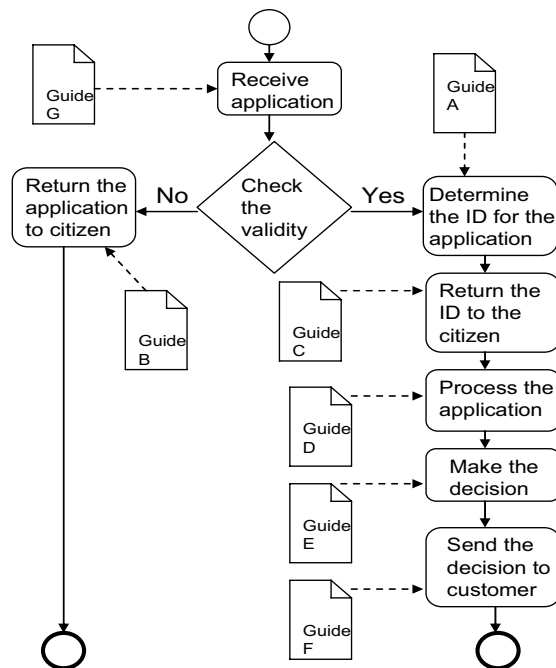 Guide
G
Receive
application
Guide
A
Return the
application
to citizen
No
Check
the
validity
Yes
Determine
the ID for the
application
Guide
B
Guide
C
Return the
ID to the
citizen
Guide
D
Process the
application
Guide
E
Make the
decision
Guide
F
Send the
decision to
customer